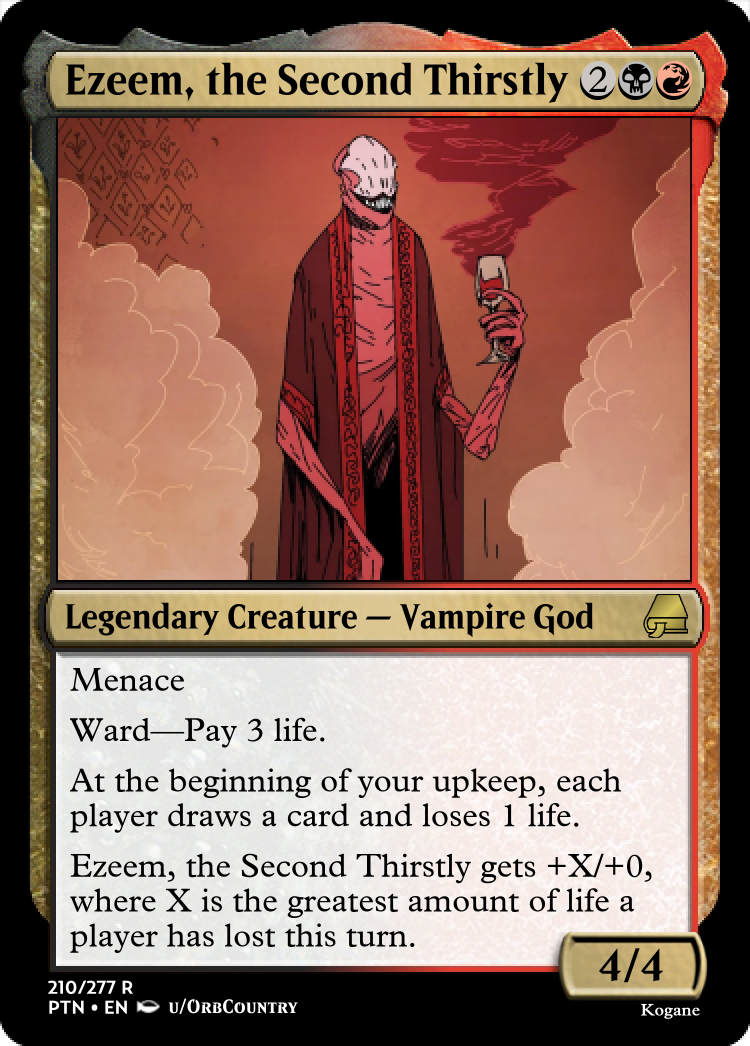 Ezeem, the Second Thirstly 2
Legendary Creature — Vampire God
Menace
Ward—Pay 3 life.
At the beginning of your upkeep, each
player draws a card and loses 1 life.
Ezeem, the Second Thirstly gets +X/+0,
where X is the greatest amount of life a
player has lost this turn.
4/4
210/277 R
PTN • EN u/OrbCountry
Kogane